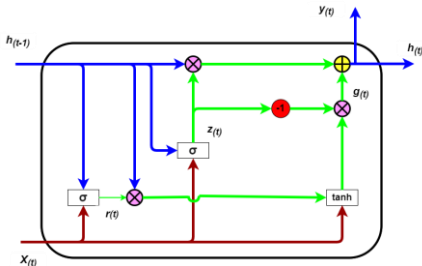 y(t)
h(t-1)
h(t)
g(t)
-1
z(t)
σ
σ
r(t)
tanh
X(t)